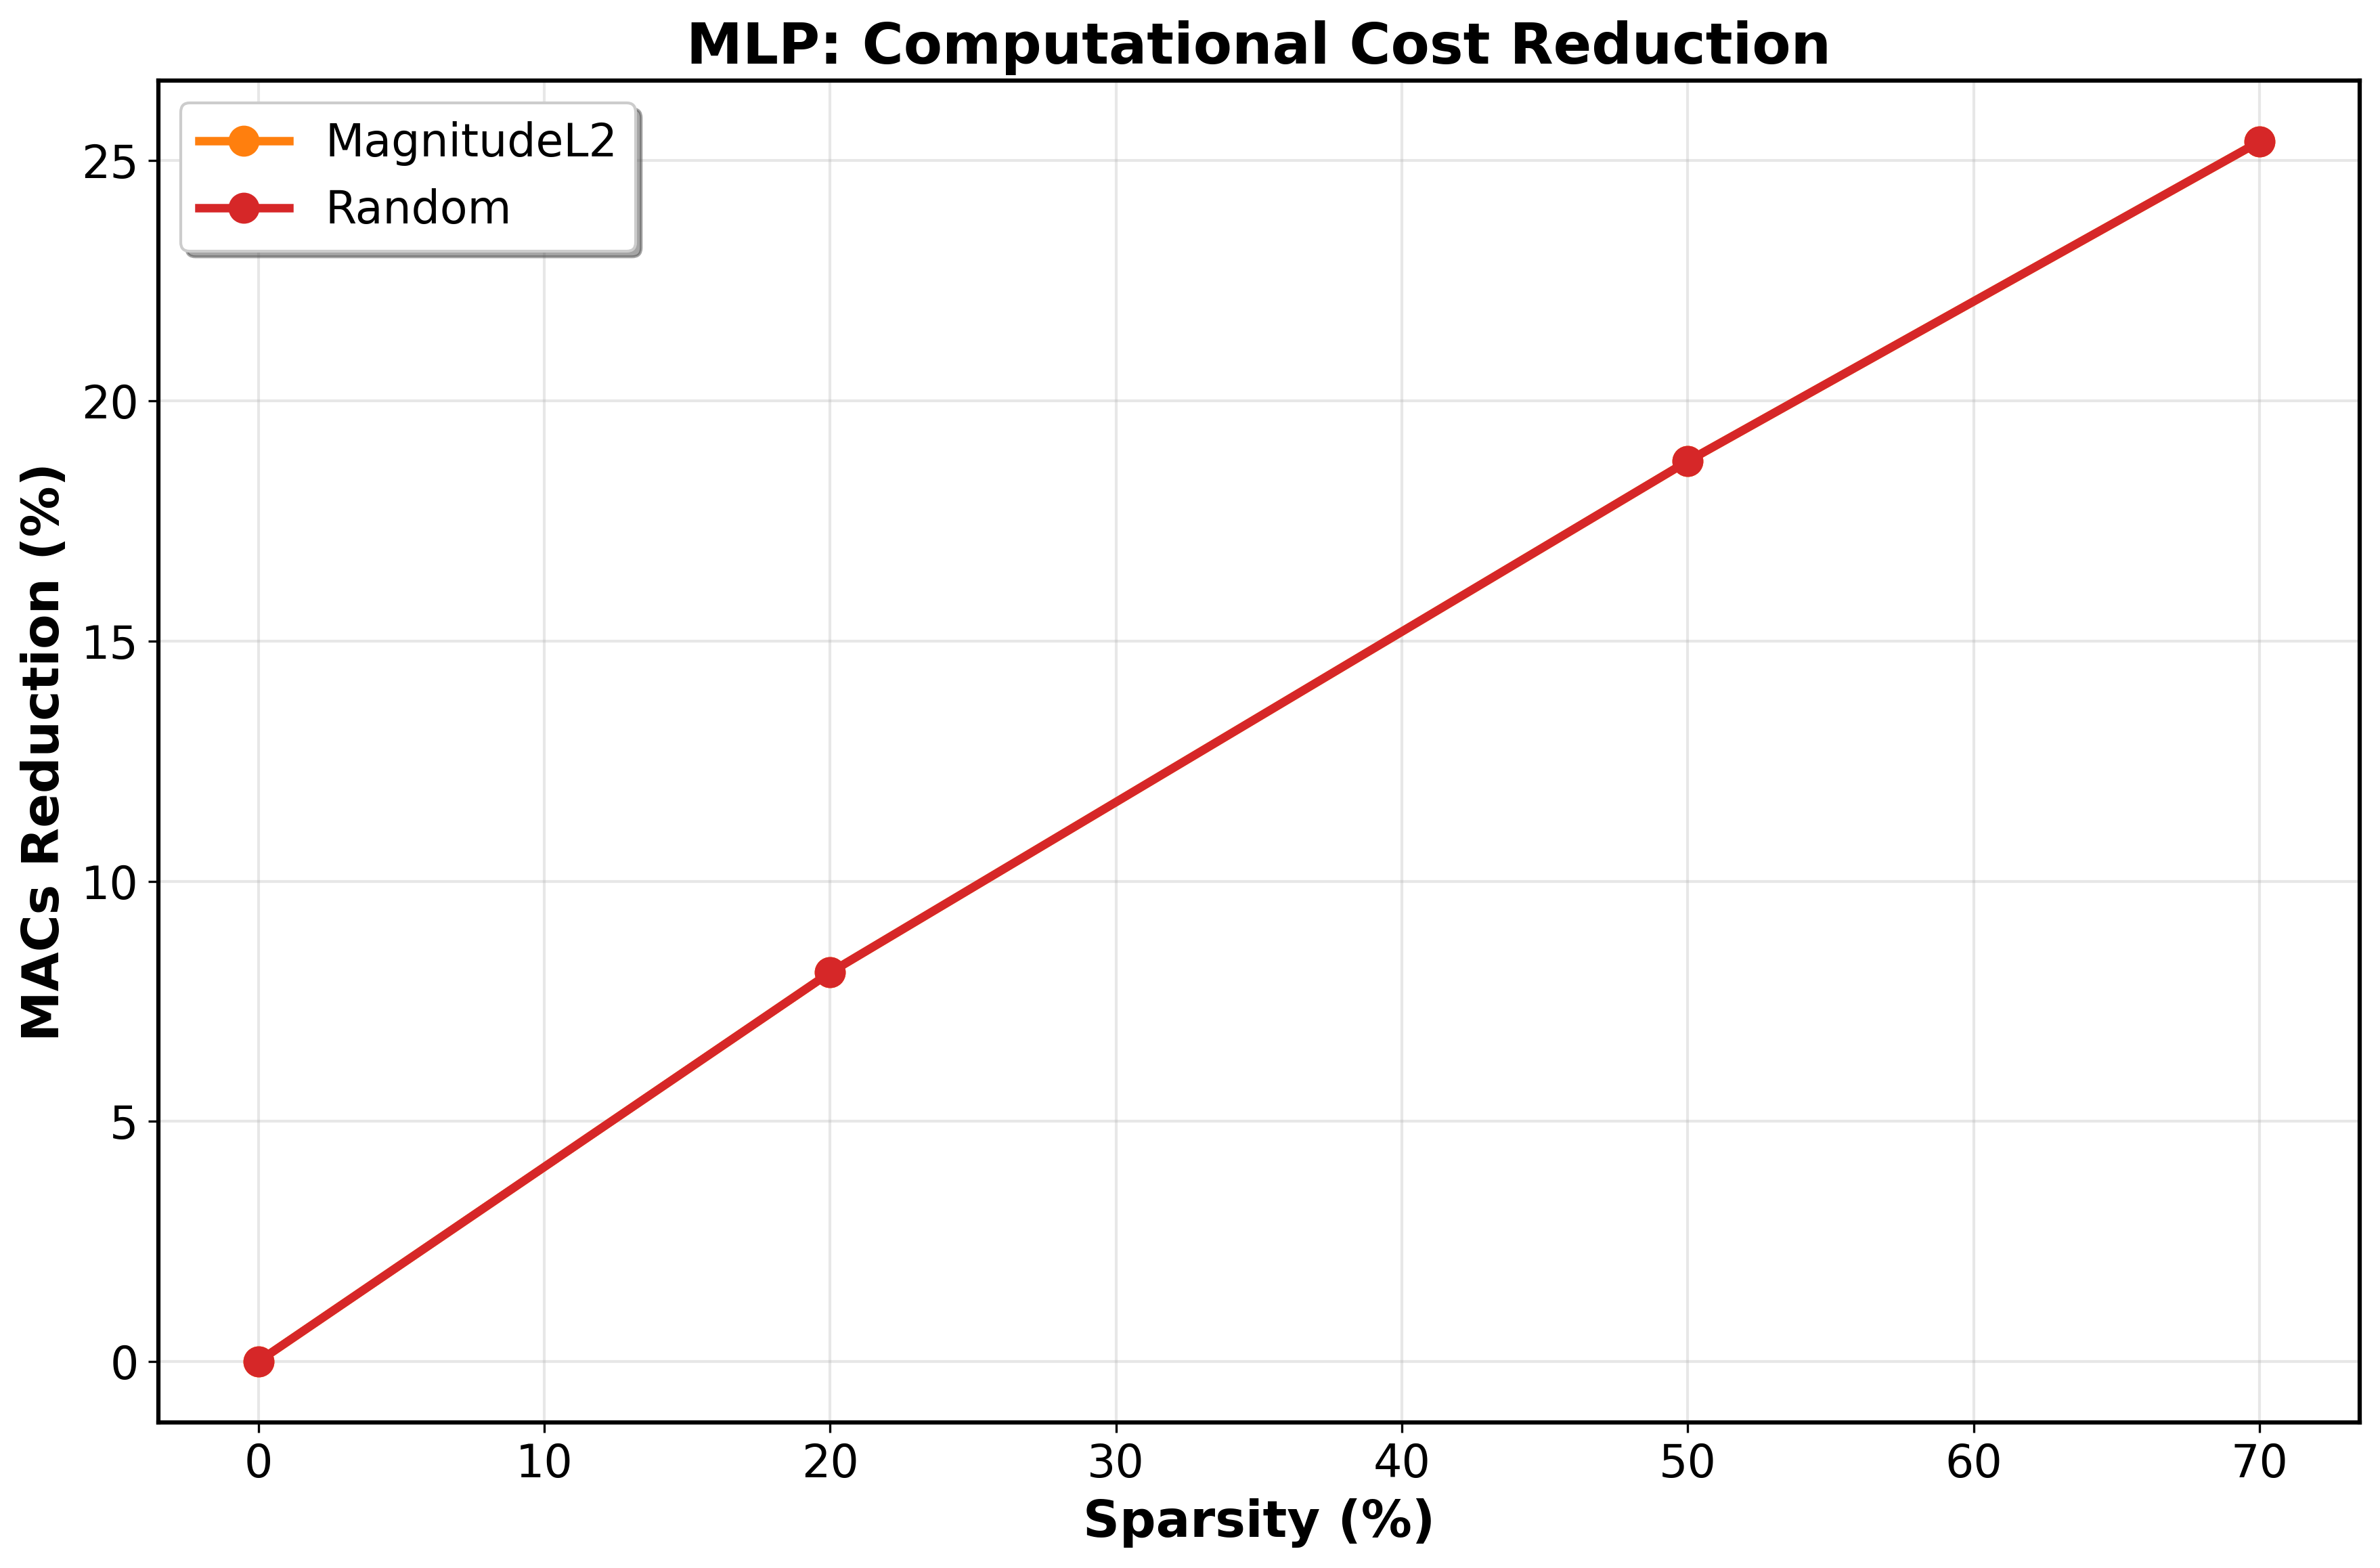 MLP: Computational Cost Reduction
MagnitudeL2
Random
MACs Reduction (%)
25
20
15
10
5
0
0 10 20 30 40 50 60 70
Sparsity (%)